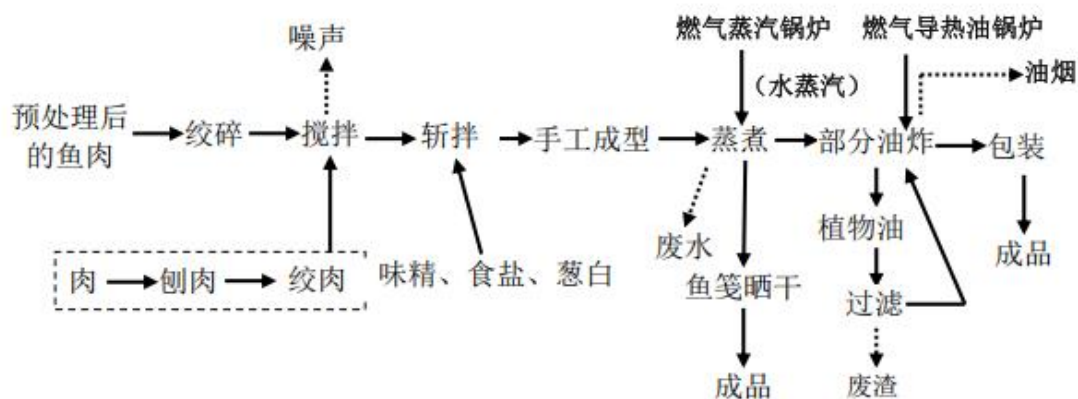 噪声
燃气蒸汽锅炉
燃气导热油锅炉
（水蒸汽）
油烟
预处理后
的鱼肉
绞碎
搅拌
斩拌
手工成型
蒸煮
部分油炸
包装
肉
刨肉
绞肉
味精、食盐、葱白
废水
鱼笺晒干
植物油
成品
过滤
成品
废渣